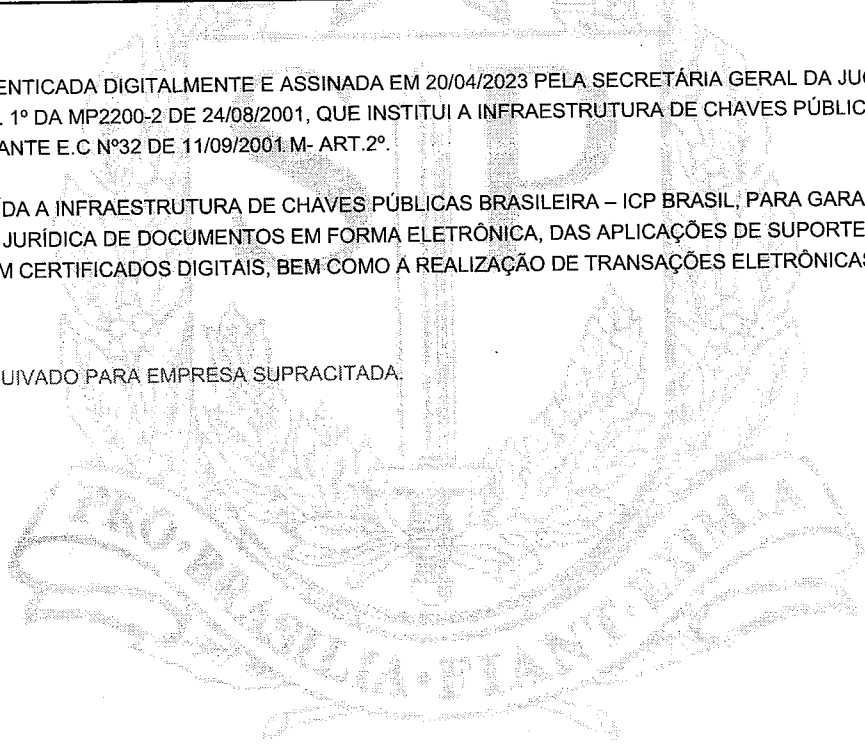 ENTICADA DIGITALMENTE E ASSINADA EM 20/04/2023 PELA SECRETÁRIA GERAL DA JU
. 1º DA MP2200-2 DE 24/08/2001, QUE INSTITUI A INFRAESTRUTURA DE CHAVES PÚBLIC
ANTE E.C Nº32 DE 11/09/2001 M- ART.2º.
ÍDA A INFRAESTRUTURA DE CHAVES PÚBLICAS BRASILEIRA – ICP BRASIL, PARA GARA
JURÍDICA DE DOCUMENTOS EM FORMA ELETRÔNICA, DAS APLICAÇÕES DE SUPORTE
M CERTIFICADOS DIGITAIS, BEM COMO A REALIZAÇÃO DE TRANSAÇÕES ELETRÔNICAS
UIVADO PARA EMPRESA SUPRACITADA.
SP
PRO·BRASILIA·FIANT·EXIMIA